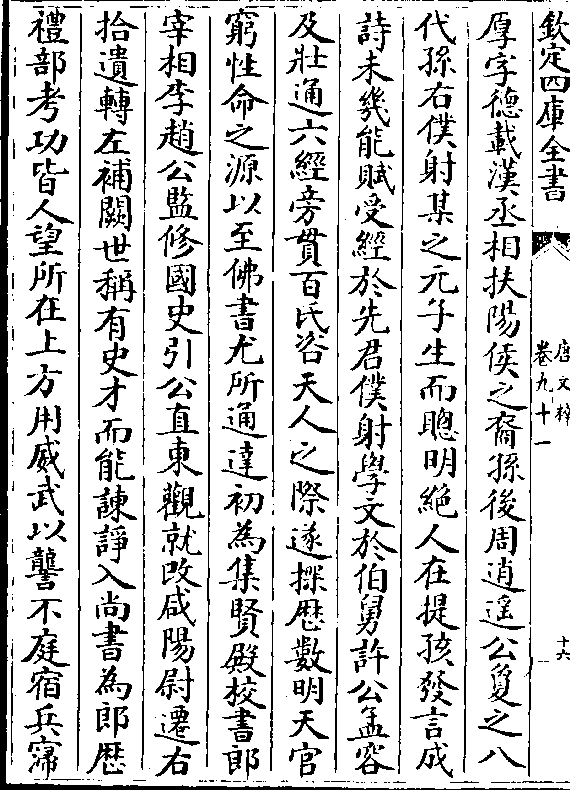 欽定四庫全書
唐文粹
卷九十一
十六
厚字德載漢丞相扶陽侯之裔孫後周逍遥公敻之八
代孫右僕射某之元子生而聰明絶人在提孩發言成
詩未幾能賦受經於先君僕射學文於伯舅許公孟容
及壯通六經旁貫百氏咨天人之際遂探歴數明天官
窮性命之源以至佛書尤所通達初為集賢殿校書郎
宰相李趙公監修國史引公直東觀就改咸陽尉遷右
拾遺轉左補闕世稱有史才而能諫諍入尚書為郎歴
禮部考功皆人望所在上方用威武以讋不庭宿兵寖